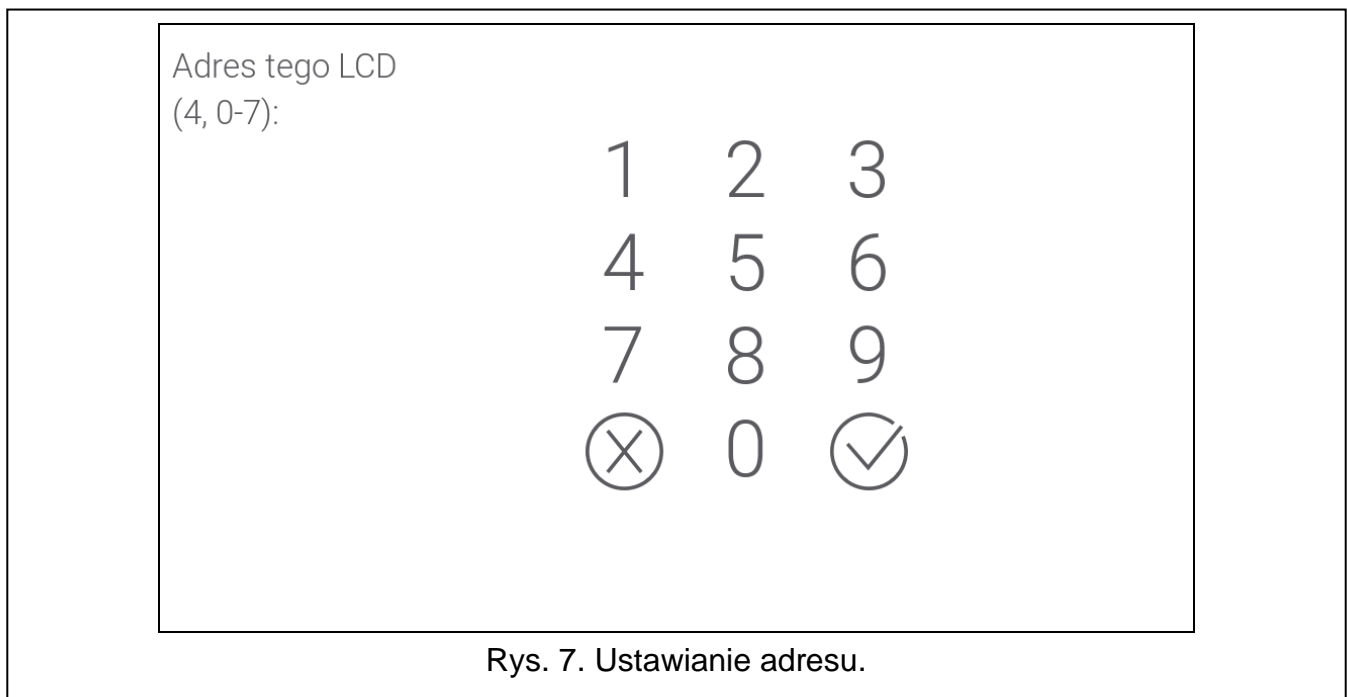 Adres tego LCD
(4, 0-7):
1 2 3
4 5 6
7 8 9
0
Rys. 7. Ustawianie adresu.